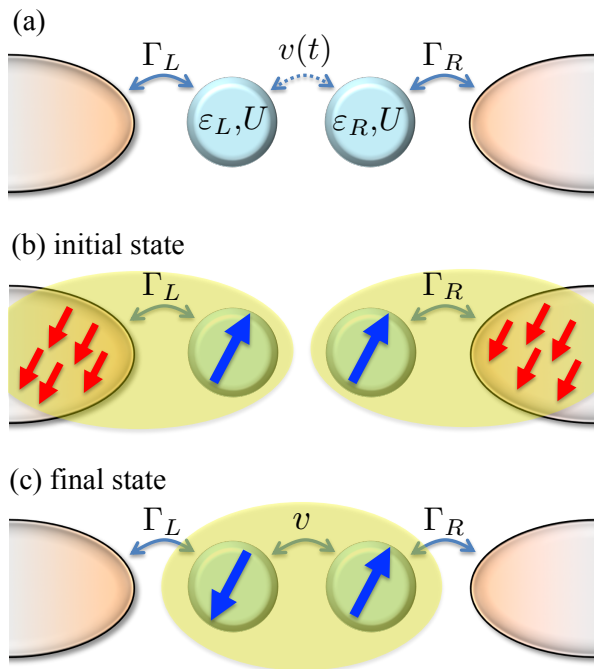 (a)
Γ_L v(t) Γ_R
ε_L,U ε_R,U
(b) initial state
Γ_L Γ_R
(c) final state
Γ_L v Γ_R